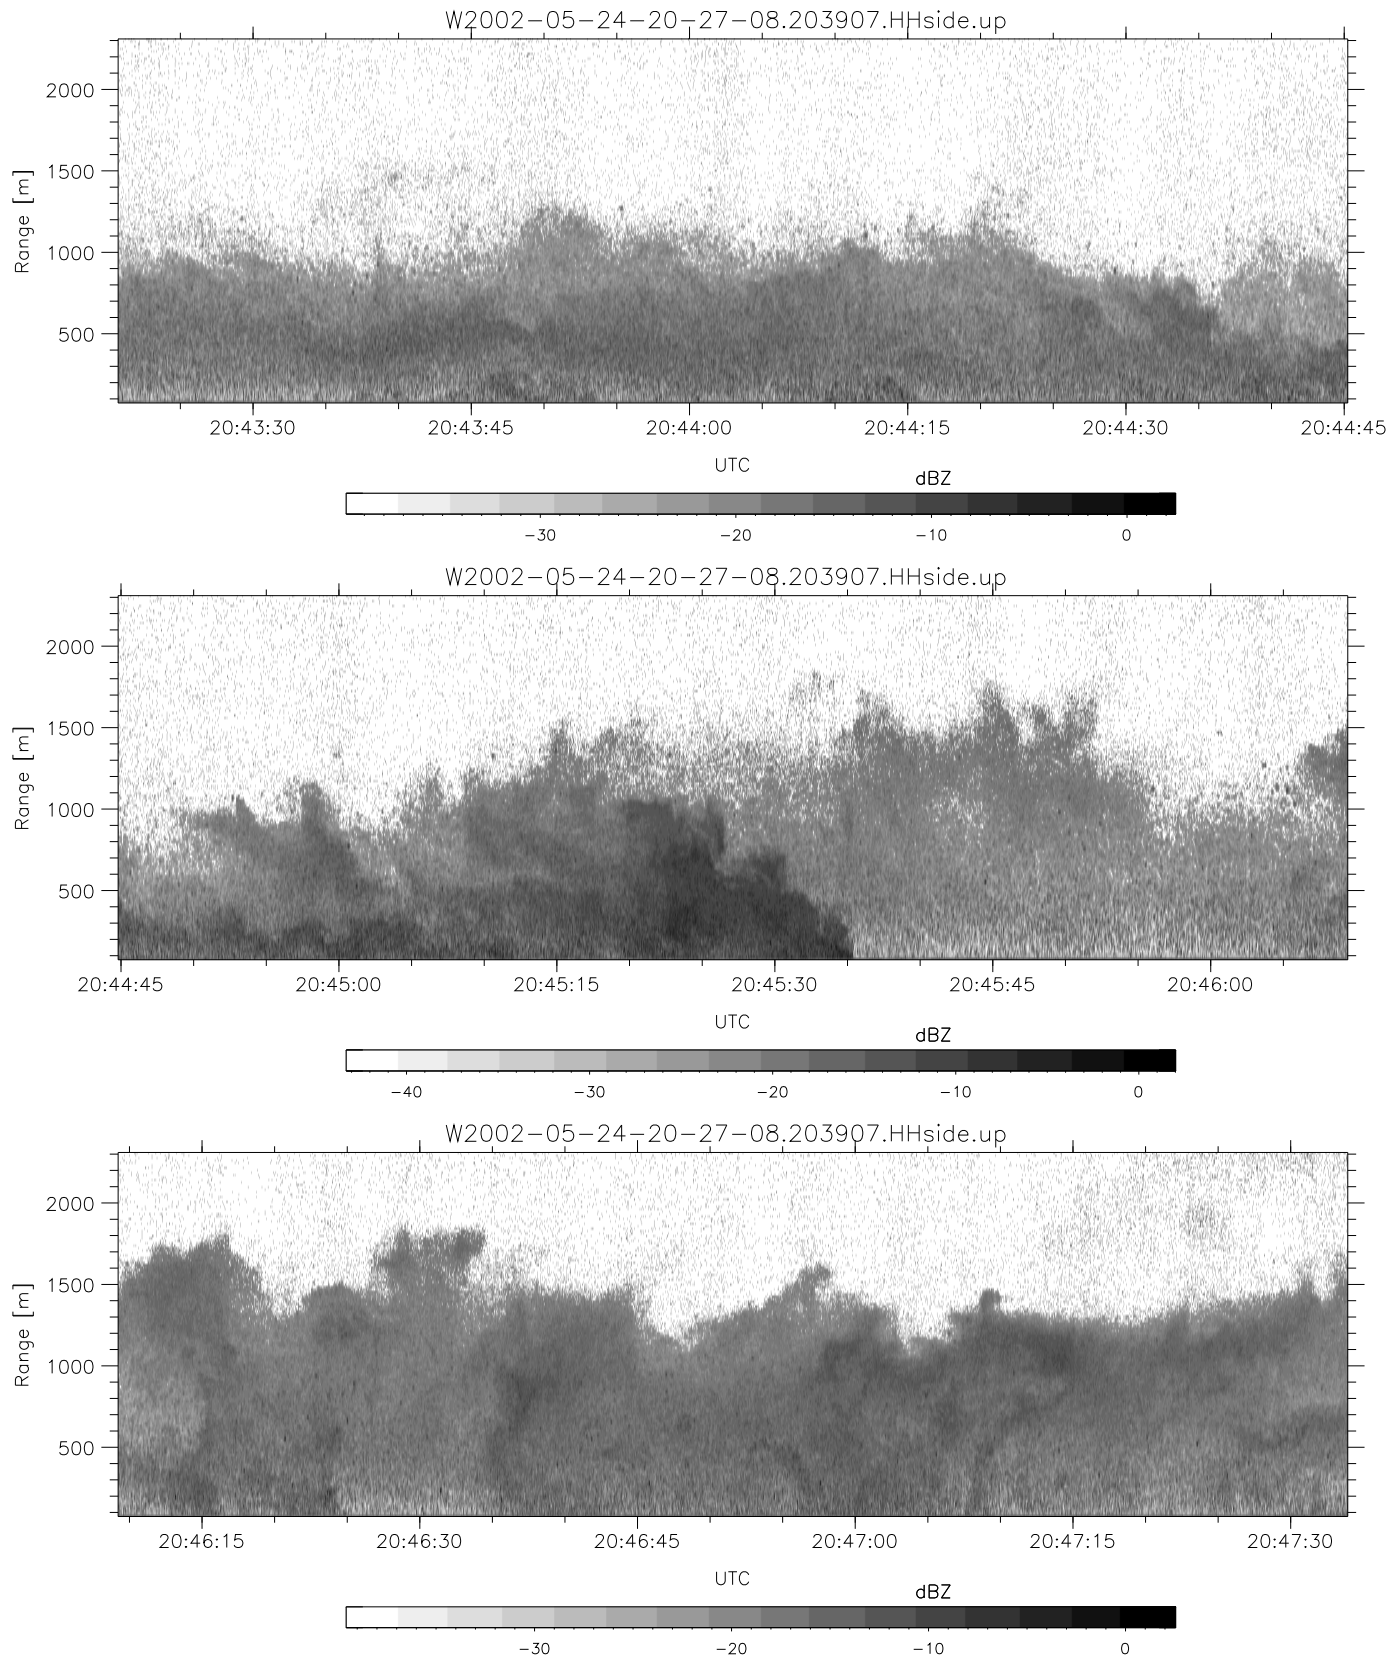 W2002-05-24-20-27-08.203907.HHside.up
2000
1500
1000
500
Range [m]
20:43:30 20:43:45 20:44:00 20:44:15 20:44:30 20:44:45
UTC
dBZ
-30 -20 -10 0
W2002-05-24-20-27-08.203907.HHside.up
2000
1500
1000
500
Range [m]
20:44:45 20:45:00 20:45:15 20:45:30 20:45:45 20:46:00
UTC
dBZ
-40 -30 -20 -10 0
W2002-05-24-20-27-08.203907.HHside.up
2000
1500
1000
500
Range [m]
20:46:15 20:46:30 20:46:45 20:47:00 20:47:15 20:47:30
UTC
dBZ
-30 -20 -10 0